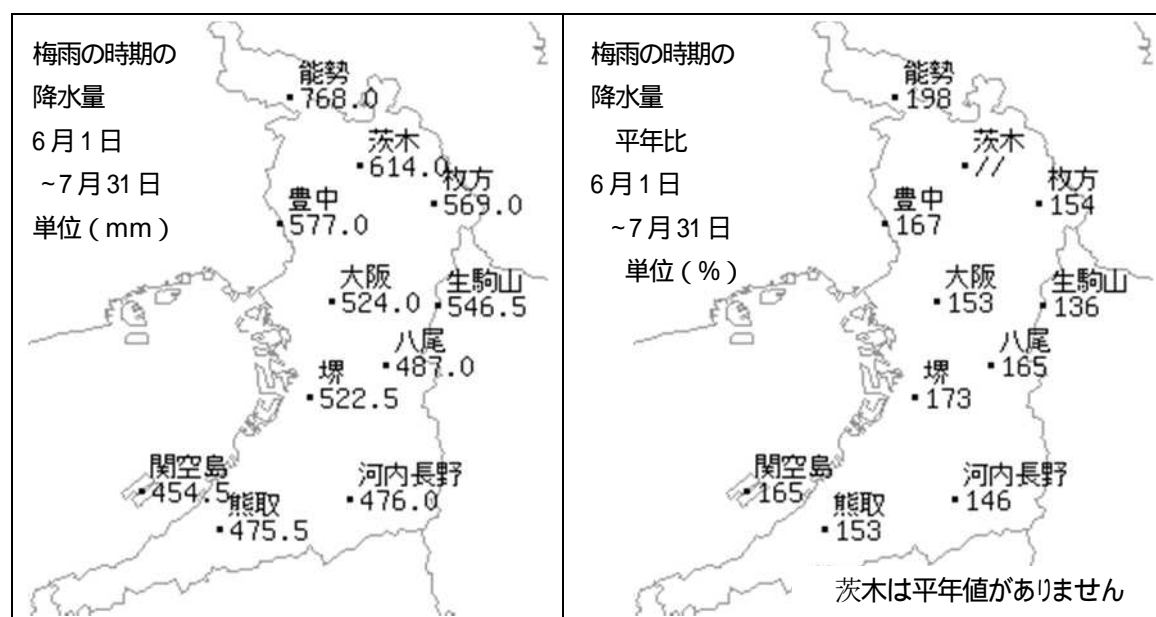 梅雨の時期の
降水量
6月1日
~7月31日
単位(mm)
能勢
768.0
茨木
614.0
枚方
569.0
豊中
577.0
大阪
524.0
生駒山
546.5
八尾
487.0
堺
522.5
関空島
454.5
熊取
475.5
河内長野
476.0
梅雨の時期の
降水量
平年比
6月1日
~7月31日
単位(%)
能勢
198
茨木
//
枚方
154
豊中
167
大阪
153
生駒山
136
八尾
165
堺
173
関空島
165
熊取
153
河内長野
146
茨木は平年値がありません